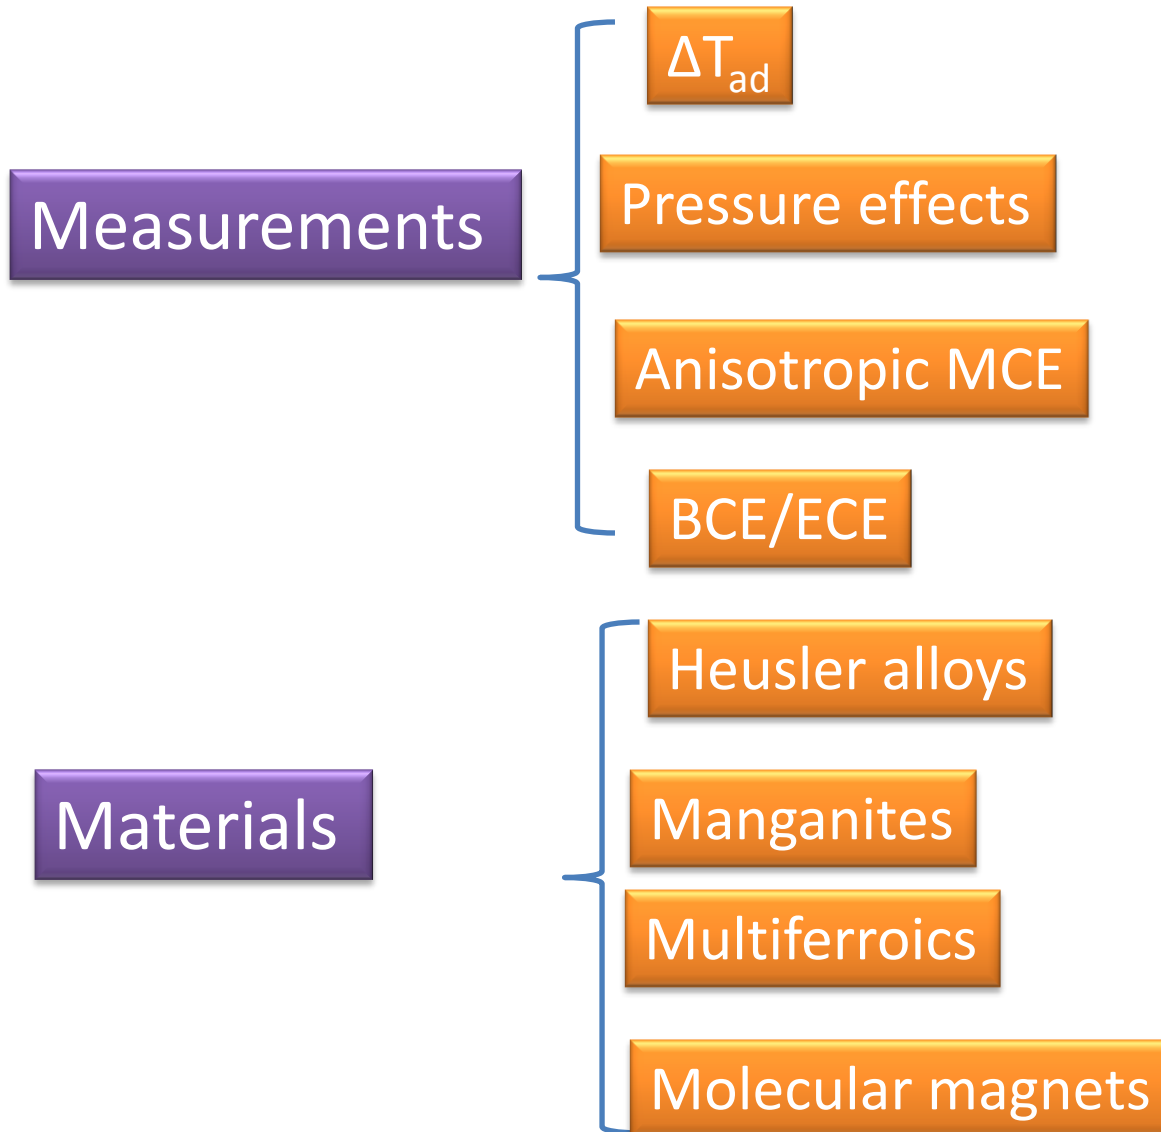 ΔTad
Measurements
Pressure effects
Anisotropic MCE
BCE/ECE
Heusler alloys
Materials
Manganites
Multiferroics
Molecular magnets